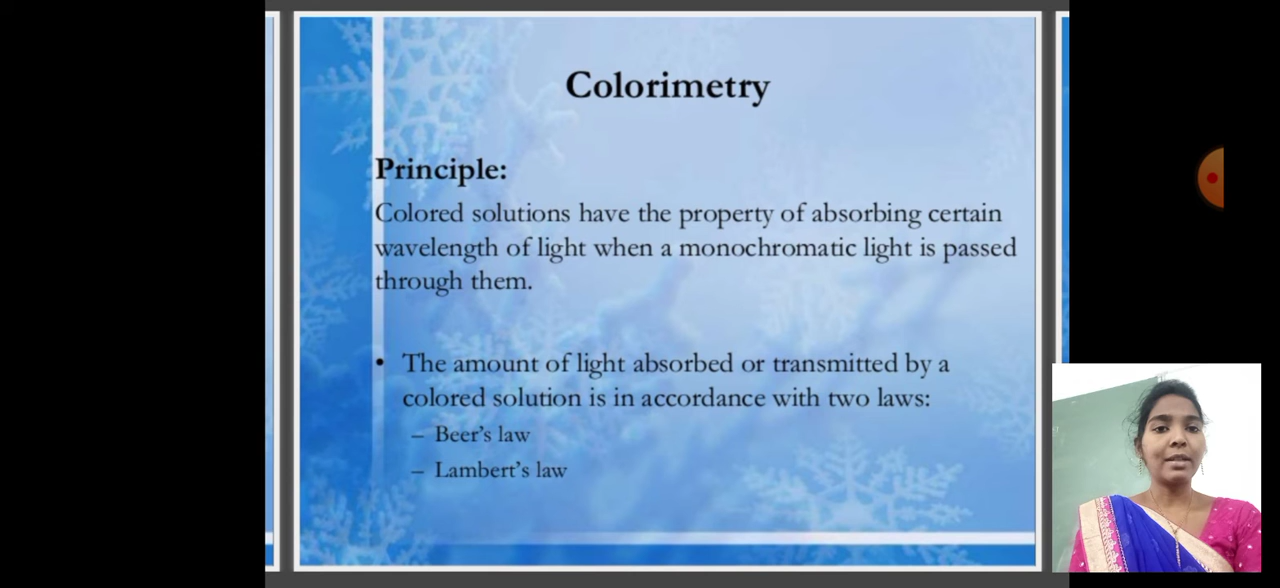 Colorimetry
Principle:
Colored solutions have the property of absorbing certain
wavelength of light when a monochromatic light is passed
through them.
• The amount of light absorbed or transmitted by a
colored solution is in accordance with two laws:
– Beer’s law
– Lambert’s law